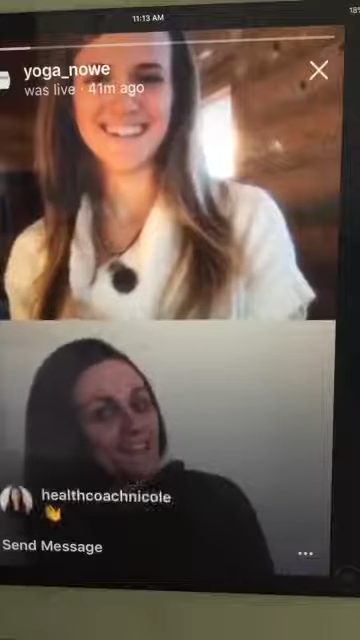 11:13 AM
yoga_nowe
was live · 41m ago
healthcoachnicole
Send Message